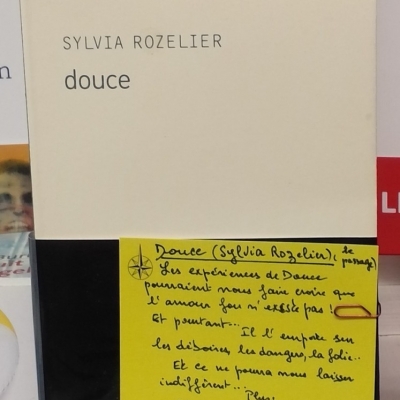 SYLVIA ROZELIER
douce
Douce (Sylvia Rozelier), (le passage)
Les expériences de Douce
pourraient nous faire croire que
l'amour fou n'existe pas !
Et pourtant... Il l'emporte sur
les déboires, les dangers, la folie..
Et ce ne pourra nous laisser
indifférent...
Plus;
n
LI